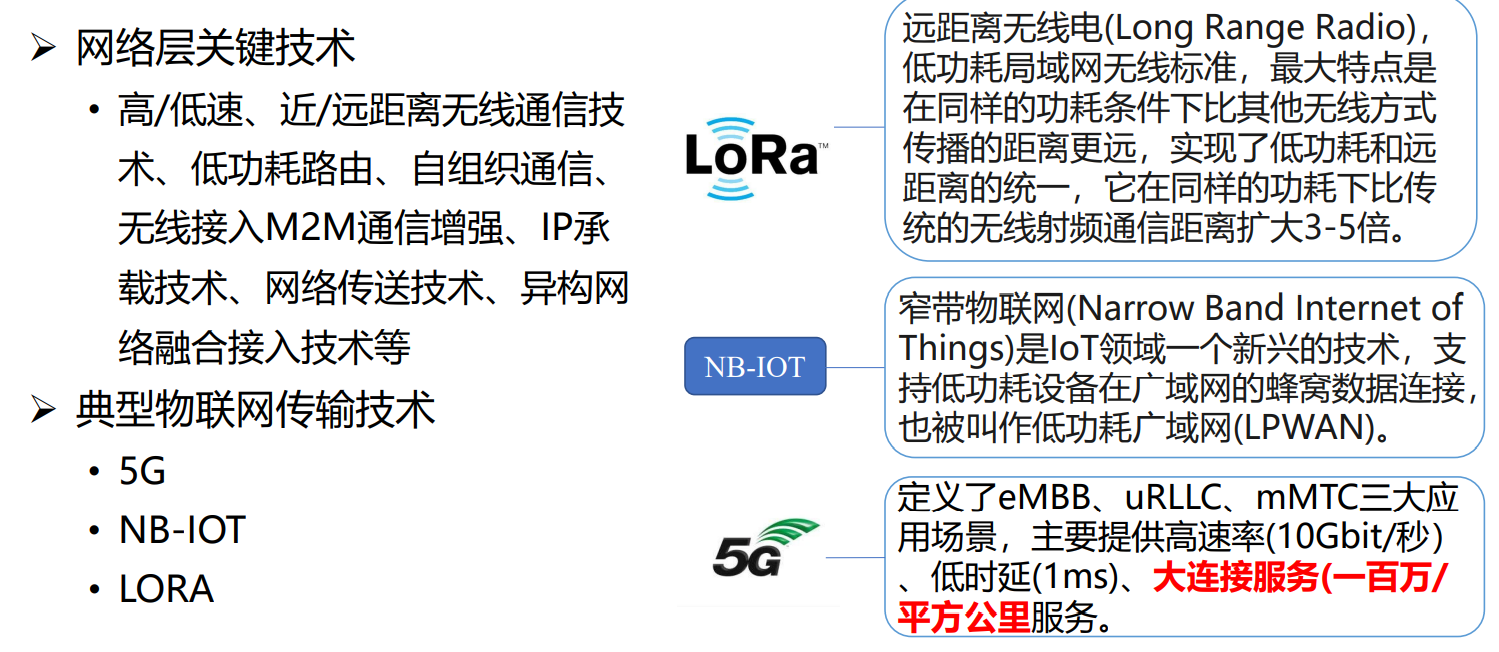 ➢ 网络层关键技术
• 高/低速、近/远距离无线通信技
术、低功耗路由、自组织通信、
无线接入M2M通信增强、IP承
载技术、网络传送技术、异构网
络融合接入技术等
➢ 典型物联网传输技术
• 5G
• NB-IOT
• LORA
LoRa™
远距离无线电(Long Range Radio)，
低功耗局域网无线标准，最大特点是
在同样的功耗条件下比其他无线方式
传播的距离更远，实现了低功耗和远
距离的统一，它在同样的功耗下比传
统的无线射频通信距离扩大3-5倍。
NB-IOT
窄带物联网(Narrow Band Internet of
Things)是IoT领域一个新兴的技术，支
持低功耗设备在广域网的蜂窝数据连接，
也被叫作低功耗广域网(LPWAN)。
5G
定义了eMBB、uRLLC、mMTC三大应
用场景，主要提供高速率(10Gbit/秒）
、低时延(1ms)、大连接服务(一百万/
平方公里服务。